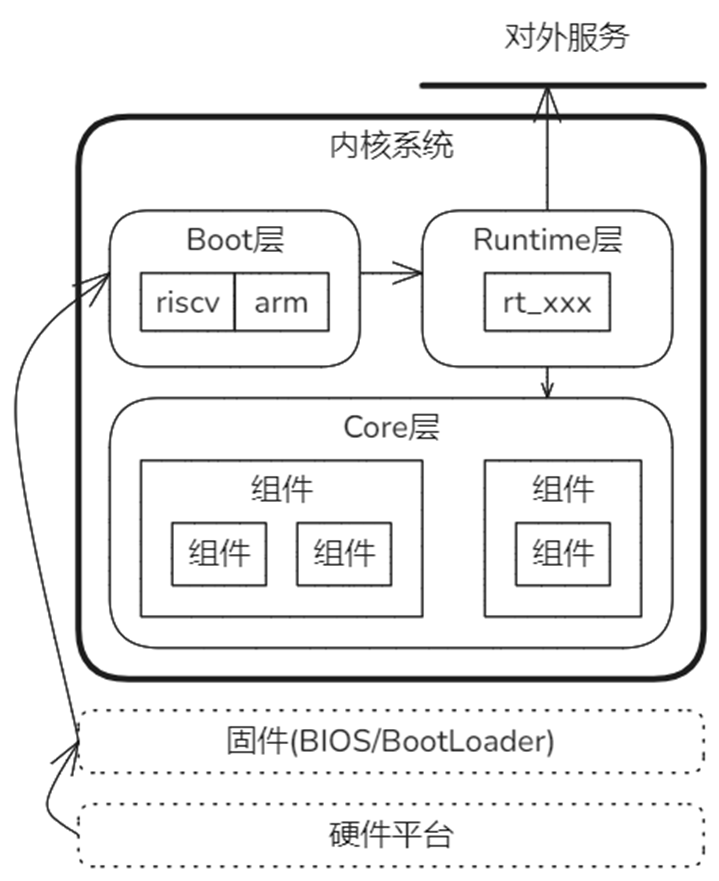 对外服务
内核系统
Boot层
Runtime层
riscv
arm
rt_xxx
Core层
组件
组件
组件
组件
组件
固件(BIOS/BootLoader)
硬件平台